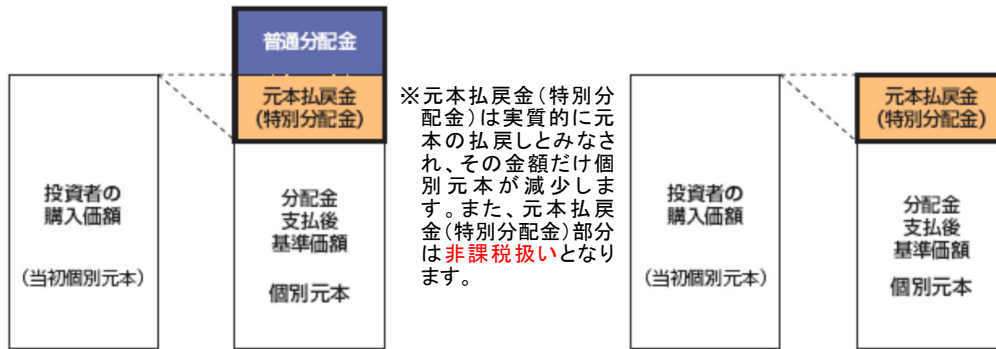 普通分配金
元本払戻金
(特別分配金)
投資者の
購入価額
(当初個別元本)
分配金
支払後
基準価額
個別元本
※元本払戻金(特別分
配金)は実質的に元
本の払戻しとみなさ
れ、その金額だけ個
別元本が減少しま
す。また、元本払戻
金(特別分配金)部分
は非課税扱いとなり
ます。
投資者の
購入価額
(当初個別元本)
元本払戻金
(特別分配金)
分配金
支払後
基準価額
個別元本